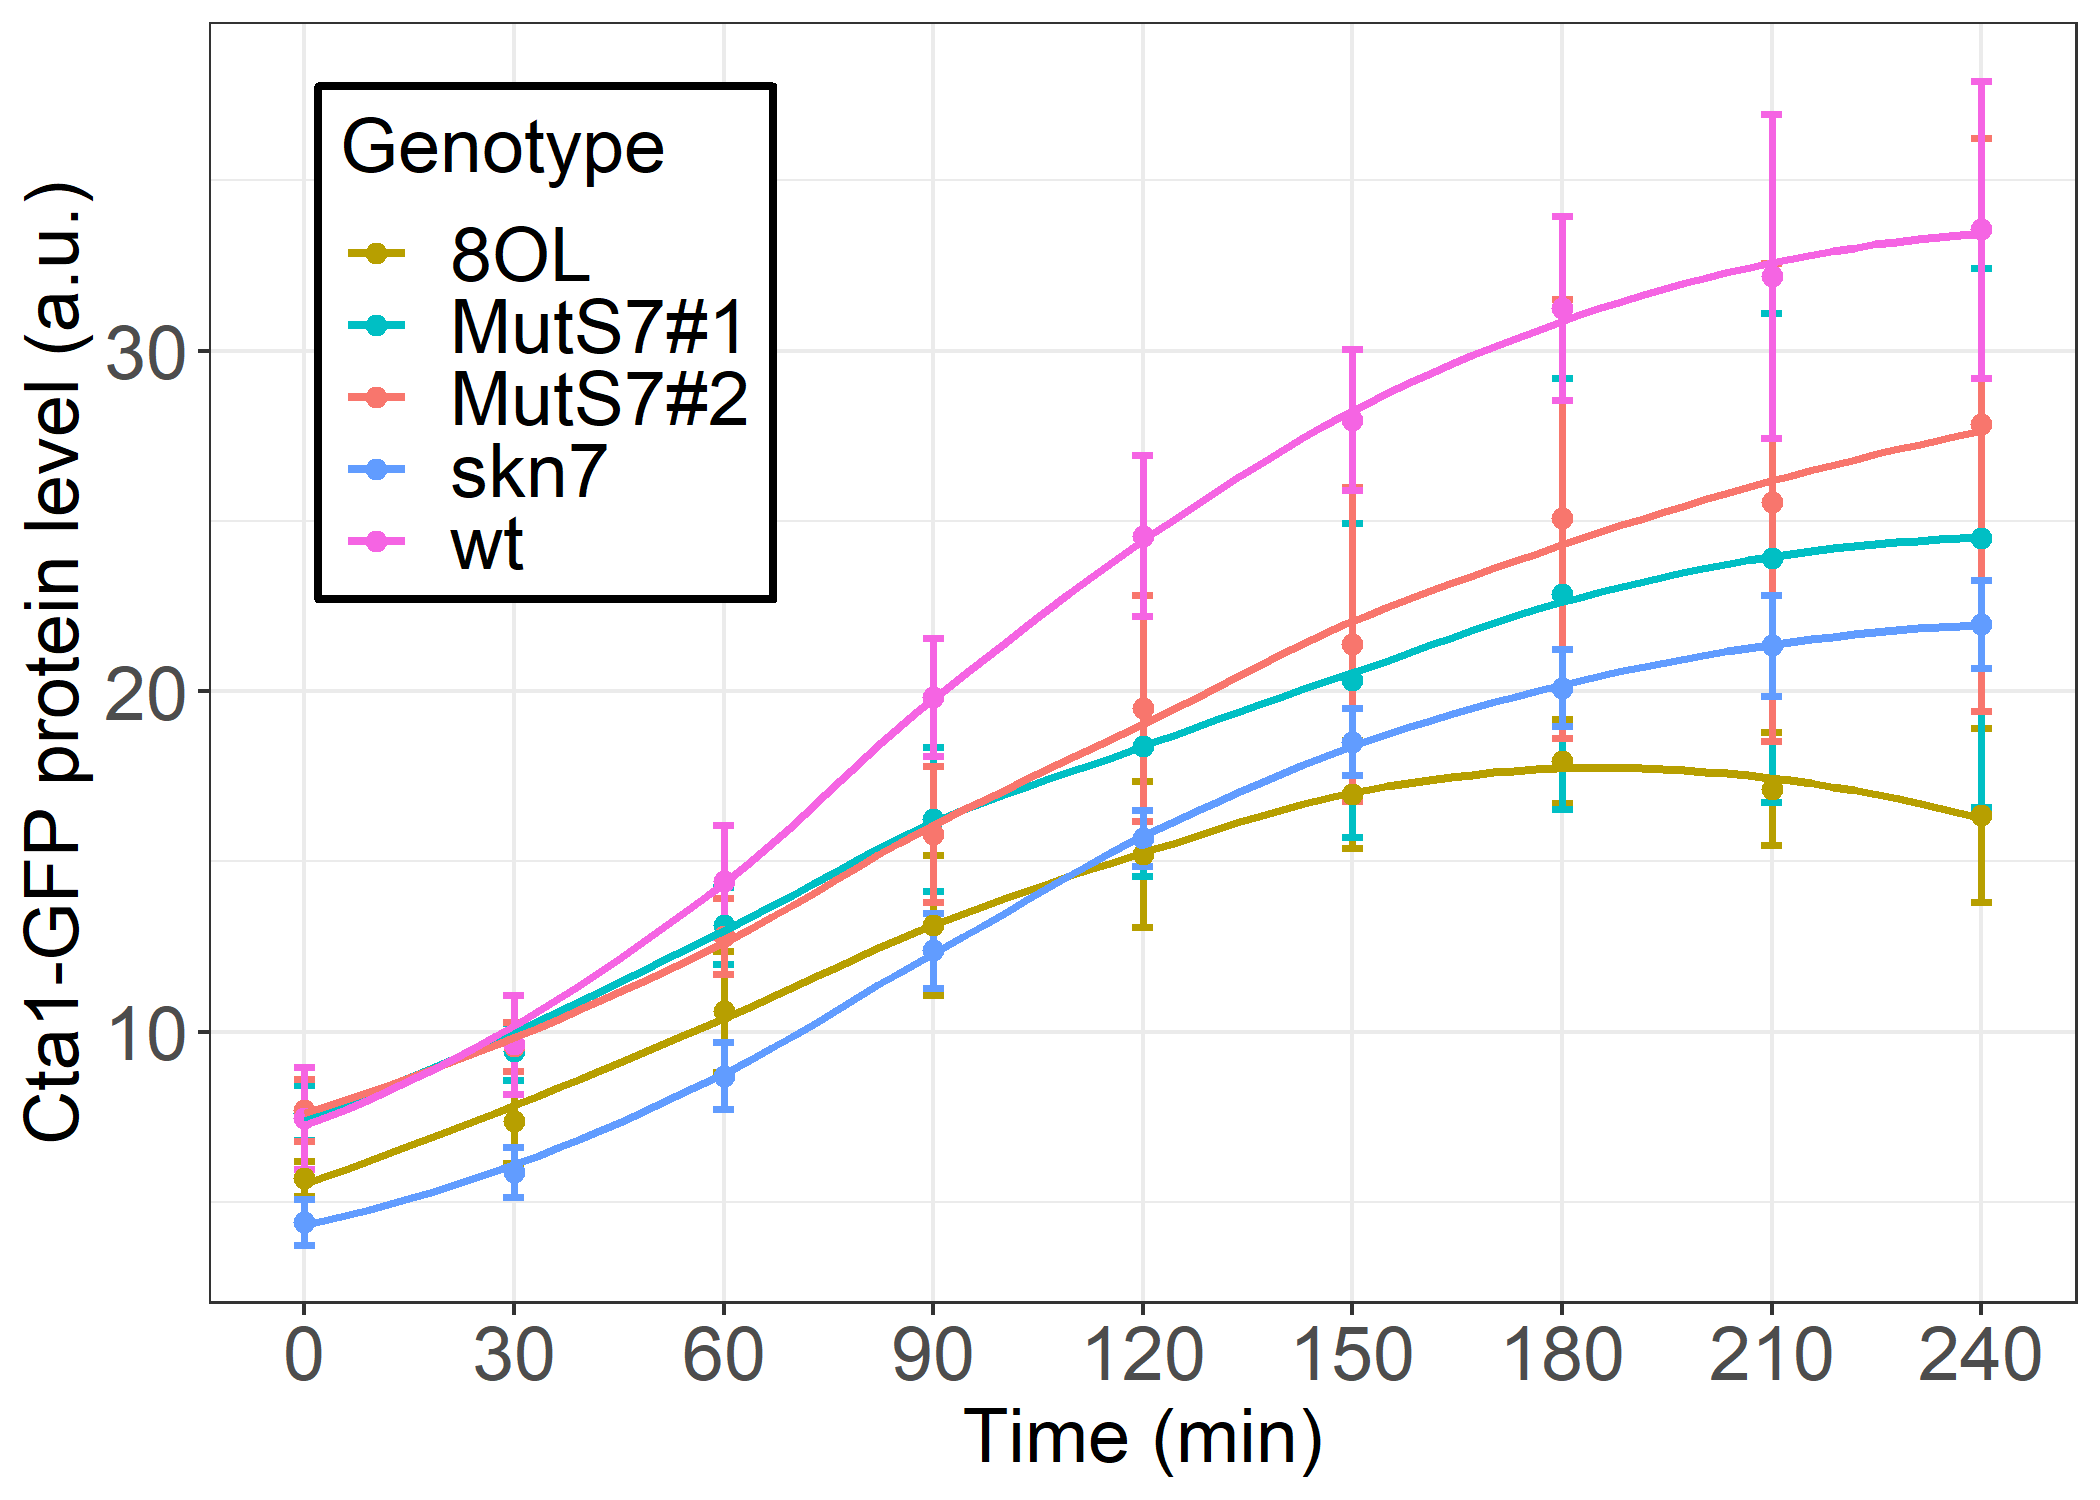 Genotype
8OL
MutS7#1
MutS7#2
skn7
wt
Cta1-GFP protein level (a.u.)
30
20
10
0 30 60 90 120 150 180 210 240
Time (min)